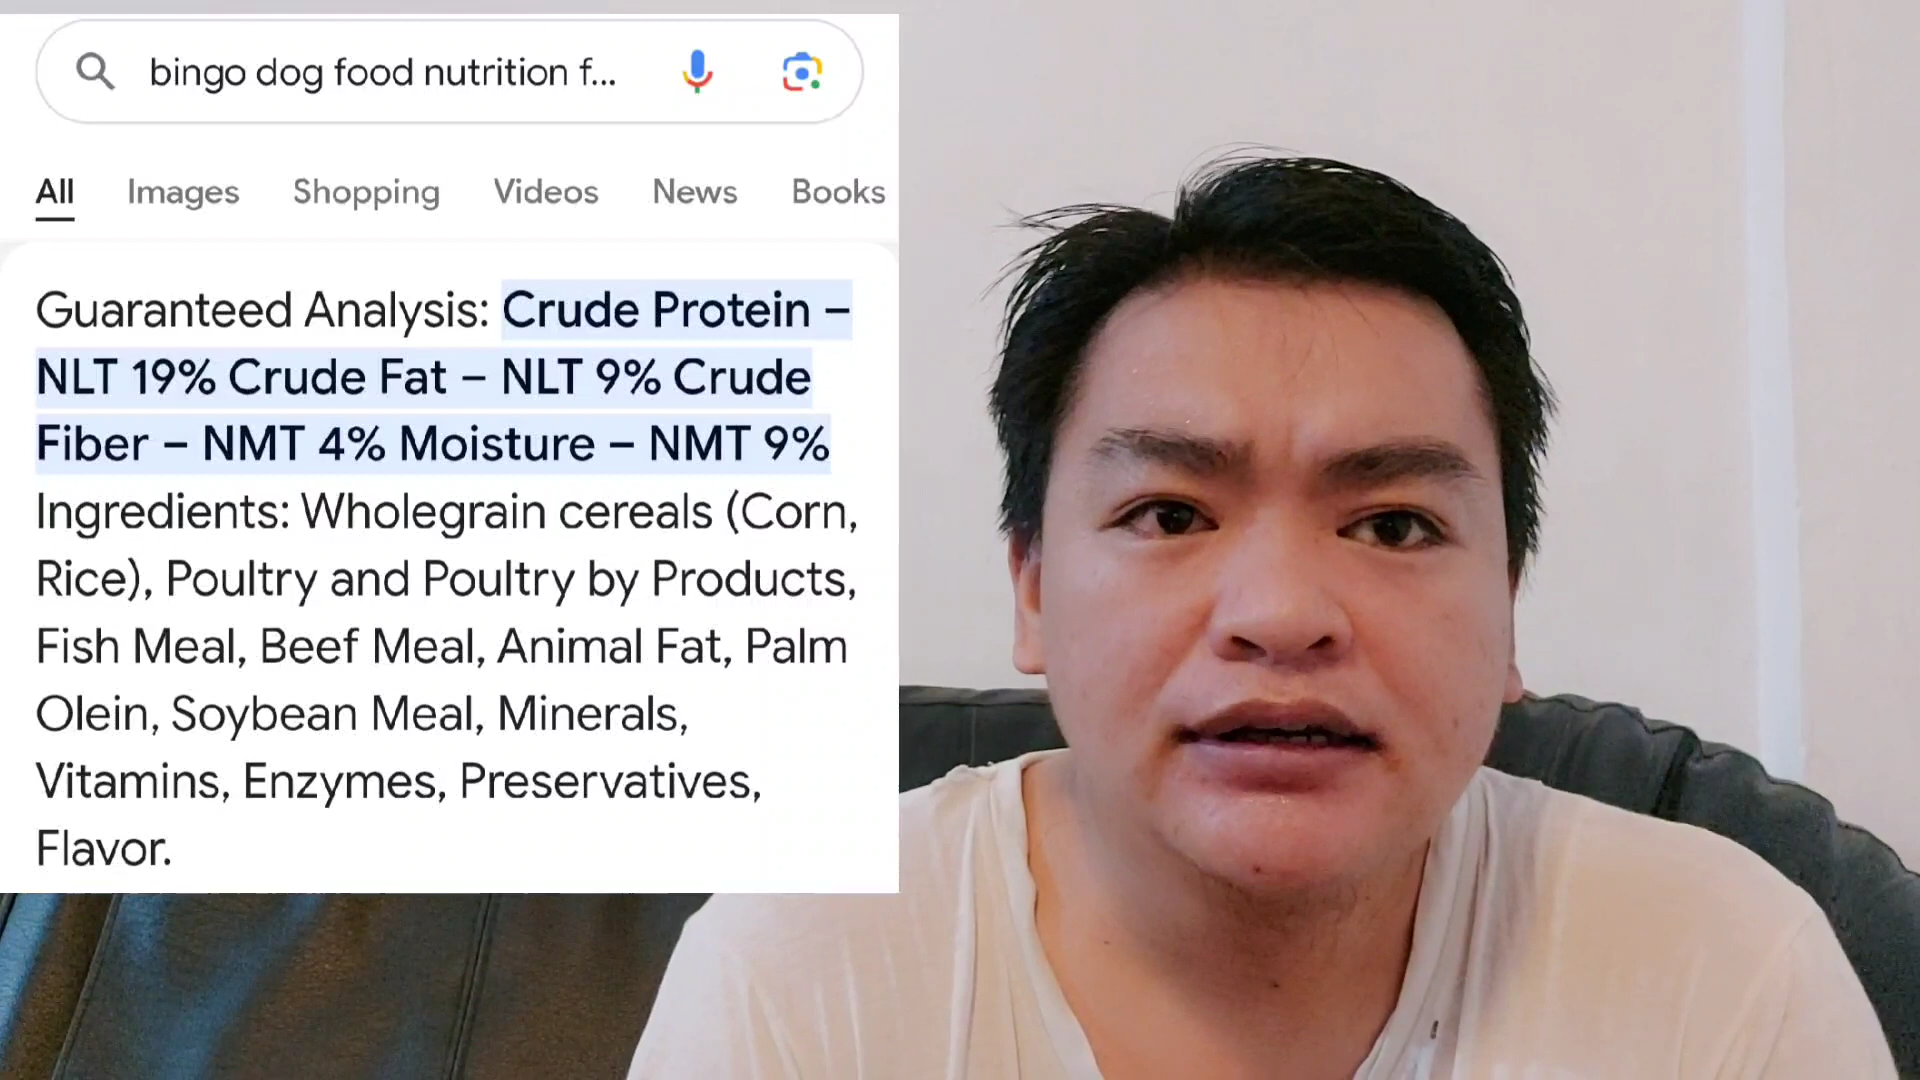 bingo dog food nutrition f...
All Images Shopping Videos News Books
Guaranteed Analysis: Crude Protein –
NLT 19% Crude Fat – NLT 9% Crude
Fiber – NMT 4% Moisture – NMT 9%
Ingredients: Wholegrain cereals (Corn,
Rice), Poultry and Poultry by Products,
Fish Meal, Beef Meal, Animal Fat, Palm
Olein, Soybean Meal, Minerals,
Vitamins, Enzymes, Preservatives,
Flavor.